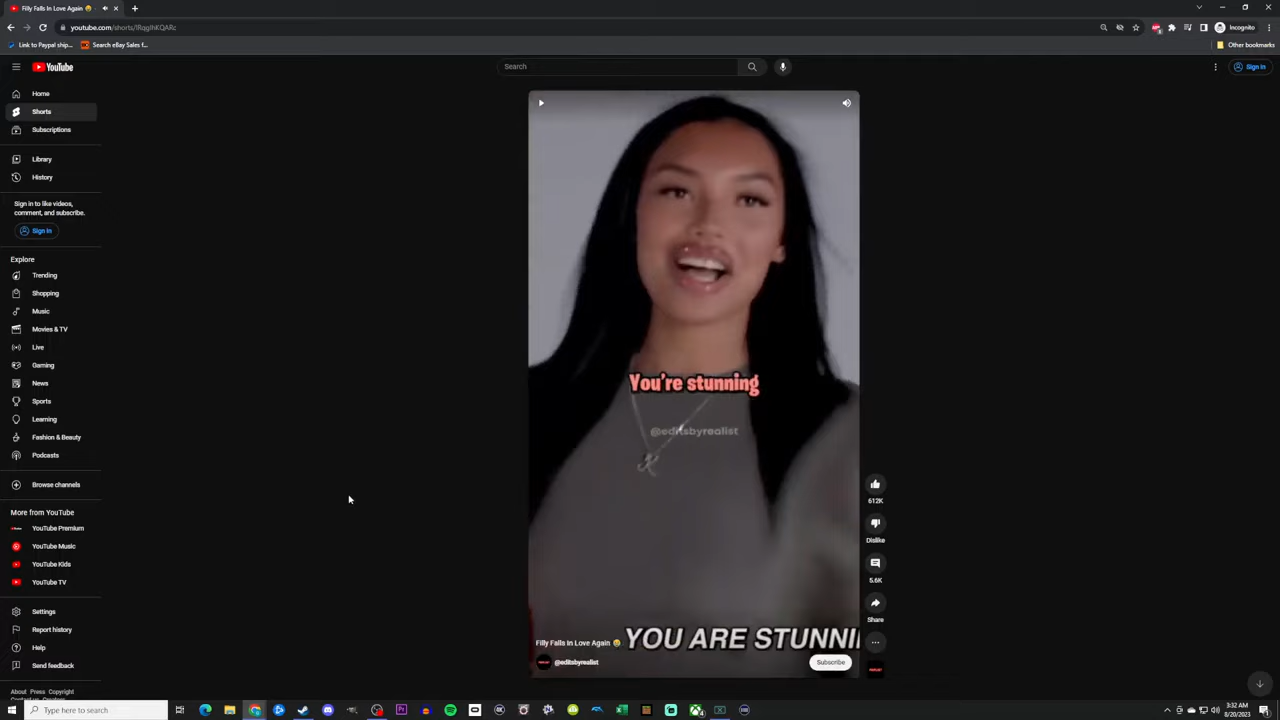 Filly Falls In Love Again
youtube.com/shorts/
Incognito
Link to Paypal ship...
Search eBay Sales f...
Other bookmarks
YouTube
Search
Sign in
Home
Shorts
Subscriptions
Library
History
Sign in to like videos,
comment, and subscribe.
Sign in
Explore
Trending
Shopping
Music
Movies & TV
Live
Gaming
News
Sports
Learning
Fashion & Beauty
Podcasts
Browse channels
More from YouTube
YouTube Premium
YouTube Music
YouTube Kids
YouTube TV
Settings
Report history
Help
Send feedback
About Press Copyright
You're stunning
@editsbyrealist
K
612K
Dislike
5.6K
Share
Filly Falls In Love Again
YOU ARE STUNNI
@editsbyrealist
Subscribe
Type here to search
3:32 AM
8/20/2023